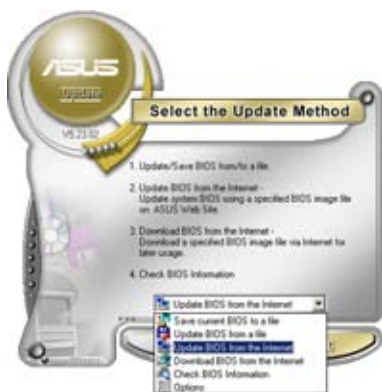 ASUS
Update
V5.23.02
Select the Update Method
1. Update/Save BIOS from/to a file.
2. Update BIOS from the Internet -
Update system BIOS using a specified BIOS image file
on ASUS Web Site.
3. Download BIOS from the Internet -
Download a specified BIOS image file via Internet for
later usage.
4. Check BIOS Information
Update BIOS from the Internet
Save current BIOS to a file
Update BIOS from a file
Update BIOS from the Internet
Download BIOS from the Internet
Check BIOS Information
Options